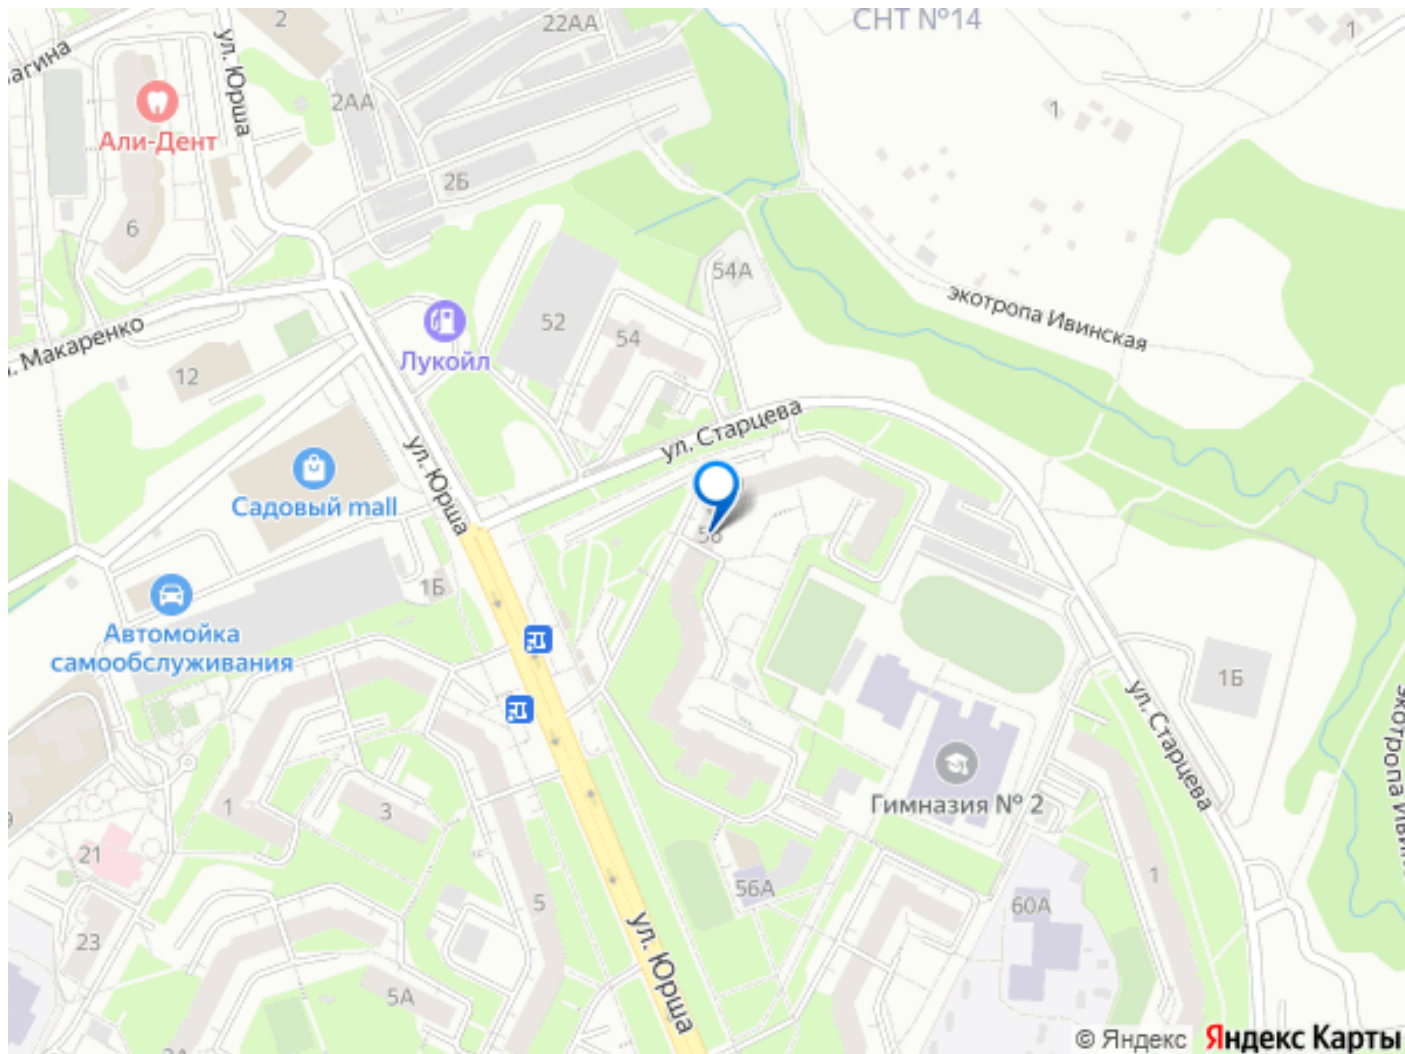 2
22АА
СНТ №14
1
ул. Юрша
2АА
1
Али-Дент
2Б
6
54А
экотропа Ивинская
52
54
Лукойл
Макаренко
12
ул. Старцева
ул. Юрша
Садовый mall
1Б
Автомойка
самообслуживания
1Б
ул. Старцева
Гимназия № 2
1
3
21
56А
1
5
60А
23
ул. Юрша
5А
© Яндекс
Яндекс Карты